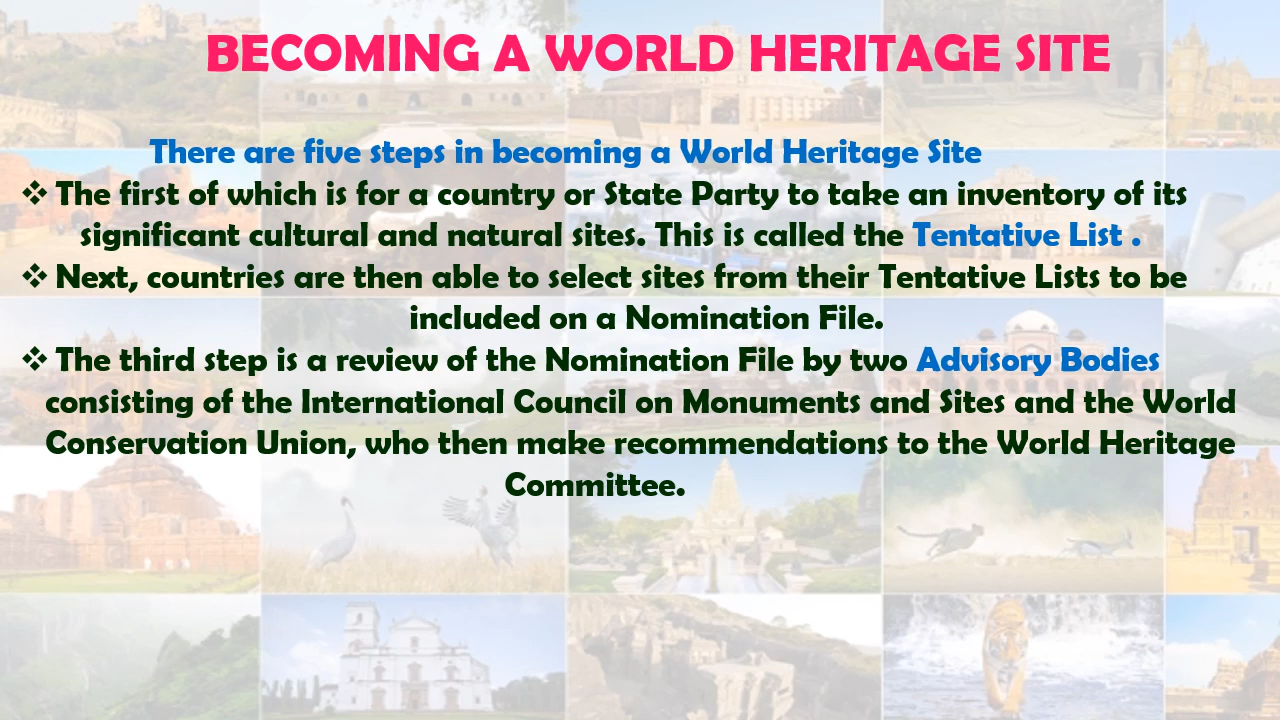 BECOMING A WORLD HERITAGE SITE
There are five steps in becoming a World Heritage Site
❖ The first of which is for a country or State Party to take an inventory of its
significant cultural and natural sites. This is called the Tentative List .
❖ Next, countries are then able to select sites from their Tentative Lists to be
included on a Nomination File.
❖ The third step is a review of the Nomination File by two Advisory Bodies
consisting of the International Council on Monuments and Sites and the World
Conservation Union, who then make recommendations to the World Heritage
Committee.